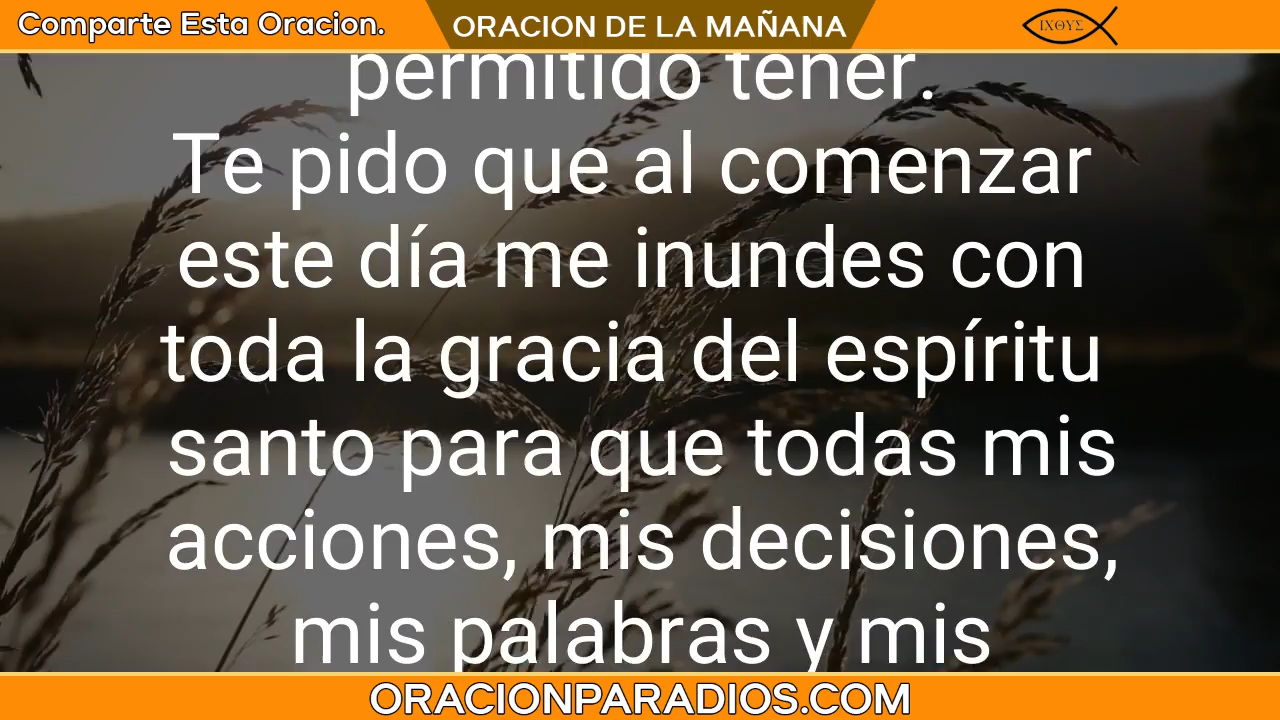 Comparte Esta Oracion.
ORACION DE LA MAÑANA
ΙΧΘΥΣ
permitido tener.
Te pido que al comenzar
este día me inundes con
toda la gracia del espíritu
santo para que todas mis
acciones, mis decisiones,
mis palabras y mis
ORACIONPARADIOS.COM